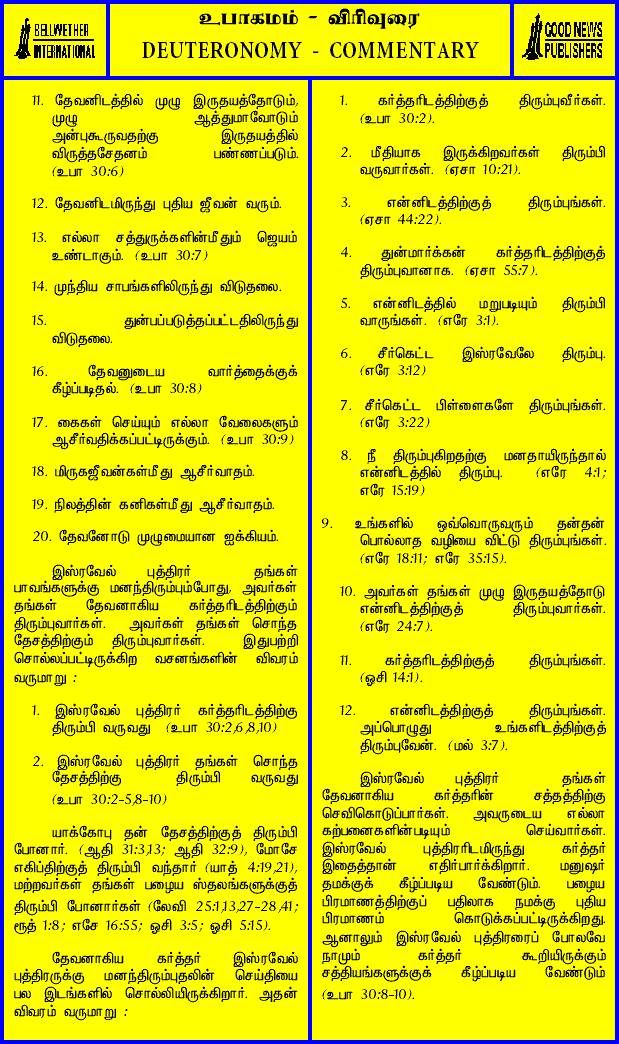 BELLWETHER
INTERNATIONAL
உபாகமம் - விரிவுரை
DEUTERONOMY - COMMENTARY
GOOD NEWS
PUBLISHERS
11. தேவனிடத்தில் முழு இருதயத்தோடும்,
முழு ஆத்துமாவோடும்
அன்புகூருவதற்கு இருதயத்தில்
விருத்தசேதனம் பண்ணப்படும்.
(உபா 30:6)
12. தேவனிடமிருந்து புதிய ஜீவன் வரும்.
13. எல்லா சத்துருக்களின்மீதும் ஜெயம்
உண்டாகும். (உபா 30:7)
14. முந்திய சாபங்களிலிருந்து விடுதலை.
15. துன்பப்படுத்தப்பட்டதிலிருந்து
விடுதலை.
16. தேவனுடைய வார்த்தைக்குக்
கீழ்ப்படிதல். (உபா 30:8)
17. கைகள் செய்யும் எல்லா வேலைகளும்
ஆசீர்வதிக்கப்பட்டிருக்கும். (உபா 30:9)
18. மிருகஜீவன்கள்மீது ஆசீர்வாதம்.
19. நிலத்தின் கனிகள்மீது ஆசீர்வாதம்.
20. தேவனோடு முழுமையான ஐக்கியம்.
இஸ்ரவேல் புத்திரர் தங்கள்
பாவங்களுக்கு மனந்திரும்பும்போது, அவர்கள்
தங்கள் தேவனாகிய கர்த்தரிடத்திற்கும்
திரும்புவார்கள். அவர்கள் தங்கள் சொந்த
தேசத்திற்கும் திரும்புவார்கள். இதுபற்றி
சொல்லப்பட்டிருக்கிற வசனங்களின் விவரம்
வருமாறு :
1. இஸ்ரவேல் புத்திரர் கர்த்தரிடத்திற்கு
திரும்பி வருவது (உபா 30:2,6,8,10)
2. இஸ்ரவேல் புத்திரர் தங்கள் சொந்த
தேசத்திற்கு திரும்பி வருவது
(உபா 30:2-5,8-10)
யாக்கோபு தன் தேசத்திற்குத் திரும்பி
போனார். (ஆதி 31:3,13; ஆதி 32:9), மோசே
எகிப்திற்குத் திரும்பி வந்தார் (யாத் 4:19,21),
மற்றவர்கள் தங்கள் பழைய ஸ்தலங்களுக்குத்
திரும்பி போனார்கள் (லேவி 25:1,13,27-28,41;
ரூத் 1:8; எசே 16:55; ஓசி 3:5; ஓசி 5:15).
தேவனாகிய கர்த்தர் இஸ்ரவேல்
புத்திரருக்கு மனந்திரும்புதலின் செய்தியை
பல இடங்களில் சொல்லியிருக்கிறார். அதன்
விவரம் வருமாறு :
1. கர்த்தரிடத்திற்குத் திரும்புவீர்கள்.
(உபா 30:2).
2. மீதியாக இருக்கிறவர்கள் திரும்பி
வருவார்கள். (ஏசா 10:21).
3. என்னிடத்திற்குத் திரும்புங்கள்.
(ஏசா 44:22).
4. துன்மார்க்கன் கர்த்தரிடத்திற்குத்
திரும்புவானாக. (ஏசா 55:7).
5. என்னிடத்தில் மறுபடியும் திரும்பி
வாருங்கள். (எரே 3:1).
6. சீர்கெட்ட இஸ்ரவேலே திரும்பு.
(எரே 3:12)
7. சீர்கெட்ட பிள்ளைகளே திரும்புங்கள்.
(எரே 3:22)
8. நீ திரும்புகிறதற்கு மனதாயிருந்தால்
என்னிடத்தில் திரும்பு. (எரே 4:1;
எரே 15:19)
9. உங்களில் ஒவ்வொருவரும் தன்தன்
பொல்லாத வழியை விட்டு திரும்புங்கள்.
(எரே 18:11; எரே 35:15).
10. அவர்கள் தங்கள் முழு இருதயத்தோடு
என்னிடத்திற்குத் திரும்புவார்கள்.
(எரே 24:7).
11. கர்த்தரிடத்திற்குத் திரும்புங்கள்.
(ஓசி 14:1).
12. என்னிடத்திற்குத் திரும்புங்கள்.
அப்பொழுது உங்களிடத்திற்குத்
திரும்புவேன். (மல் 3:7).
இஸ்ரவேல் புத்திரர் தங்கள்
தேவனாகிய கர்த்தரின் சத்தத்திற்கு
செவிகொடுப்பார்கள். அவருடைய எல்லா
கற்பனைகளின்படியும் செய்வார்கள்.
இஸ்ரவேல் புத்திரரிடமிருந்து கர்த்தர்
இதைத்தான் எதிர்பார்க்கிறார். மனுஷர்
தமக்குக் கீழ்ப்படிய வேண்டும். பழைய
பிரமாணத்திற்குப் பதிலாக நமக்கு புதிய
பிரமாணம் கொடுக்கப்பட்டிருக்கிறது.
ஆனாலும் இஸ்ரவேல் புத்திரரைப் போலவே
நாமும் கர்த்தர் கூறியிருக்கும்
சத்தியங்களுக்குக் கீழ்ப்படிய வேண்டும்
(உபா 30:8-10).